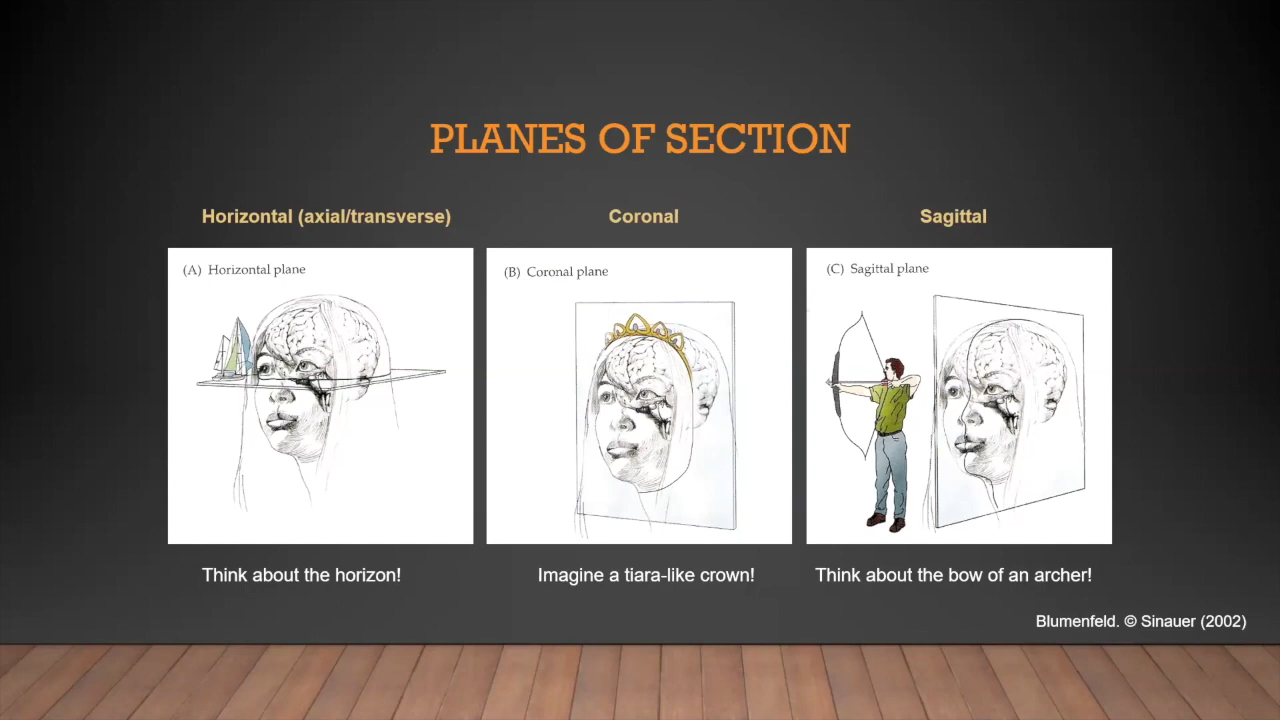 PLANES OF SECTION
Horizontal (axial/transverse)
Coronal
Sagittal
(A) Horizontal plane
(B) Coronal plane
(C) Sagittal plane
Think about the horizon!
Imagine a tiara-like crown!
Think about the bow of an archer!
Blumenfeld. © Sinauer (2002)